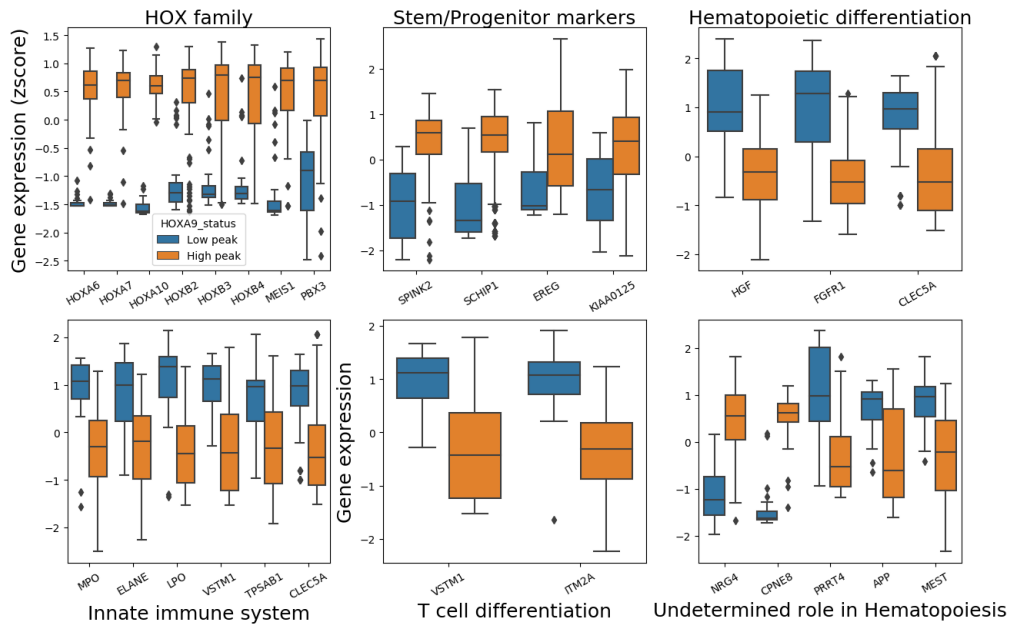 HOX family
Stem/Progenitor markers
Hematopoietic differentiation
Gene expression (zscore)
1.5
1.0
0.5
0.0
−0.5
−1.0
−1.5
−2.0
−2.5
HOXA9_status
Low peak
High peak
HOXA6
HOXA7
HOXA10
HOXB2
HOXB3
HOXB4
MEIS1
PBX3
2
1
0
−1
−2
SPINK2
SCHIP1
EREG
KIAA0125
2
1
0
−1
−2
HGF
FGFR1
CLEC5A
2
1
0
−1
−2
MPO
ELANE
LPO
VSTM1
TPSAB1
CLEC5A
Innate immune system
Gene expression
2
1
0
−1
−2
VSTM1
ITM2A
T cell differentiation
2
1
0
−1
−2
NRG4
CPNE8
PRRT4
APP
MEST
Undetermined role in Hematopoiesis